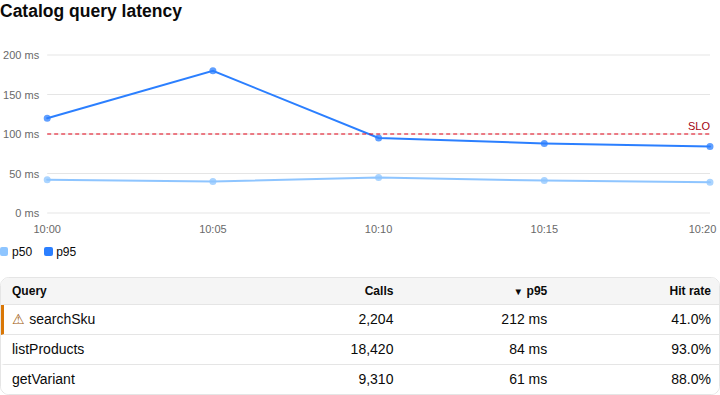 Catalog query latency
200 ms
150 ms
SLO
100 ms
50 ms
0 ms
10:00 10:05 10:10 10:15 10:20
p50 p95
Query Calls ▼ p95 Hit rate
⚠ searchSku 2,204 212 ms 41.0%
listProducts 18,420 84 ms 93.0%
getVariant 9,310 61 ms 88.0%